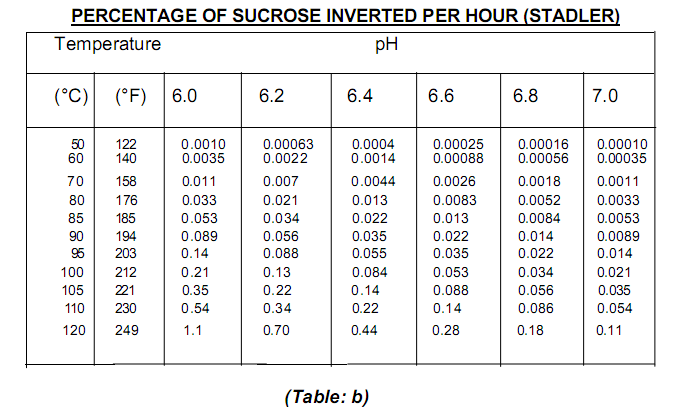 PERCENTAGE OF SUCROSE INVERTED PER HOUR (STADLER)
Temperature pH
(°C) (°F) 6.0 6.2 6.4 6.6 6.8 7.0
50 122 0.0010 0.00063 0.0004 0.00025 0.00016 0.00010
60 140 0.0035 0.0022 0.0014 0.00088 0.00056 0.00035
70 158 0.011 0.007 0.0044 0.0026 0.0018 0.0011
80 176 0.033 0.021 0.013 0.0083 0.0052 0.0033
85 185 0.053 0.034 0.022 0.013 0.0084 0.0053
90 194 0.089 0.056 0.035 0.022 0.014 0.0089
95 203 0.14 0.088 0.055 0.035 0.022 0.014
100 212 0.21 0.13 0.084 0.053 0.034 0.021
105 221 0.35 0.22 0.14 0.088 0.056 0.035
110 230 0.54 0.34 0.22 0.14 0.086 0.054
120 249 1.1 0.70 0.44 0.28 0.18 0.11
(Table: b)